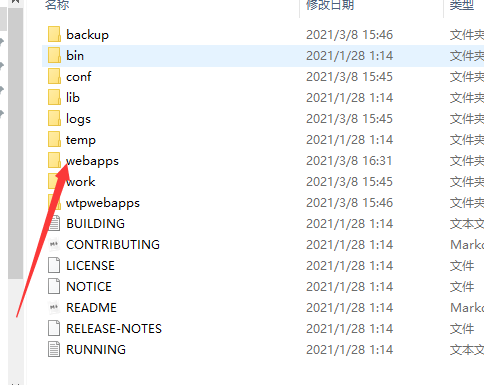 名称 修改日期 类型
backup 2021/3/8 15:46 文件夹
bin 2021/1/28 1:14 文件夹
conf 2021/3/8 15:45 文件夹
lib 2021/1/28 1:14 文件夹
logs 2021/3/8 15:45 文件夹
temp 2021/1/28 1:14 文件夹
webapps 2021/3/8 16:31 文件夹
work 2021/3/8 15:45 文件夹
wtpwebapps 2021/3/8 15:46 文件夹
BUILDING 2021/1/28 1:14 文本文
CONTRIBUTING 2021/1/28 1:14 Markd
LICENSE 2021/1/28 1:14 文件
NOTICE 2021/1/28 1:14 文件
README 2021/1/28 1:14 Markd
RELEASE-NOTES 2021/1/28 1:14 文件
RUNNING 2021/1/28 1:14 文本文